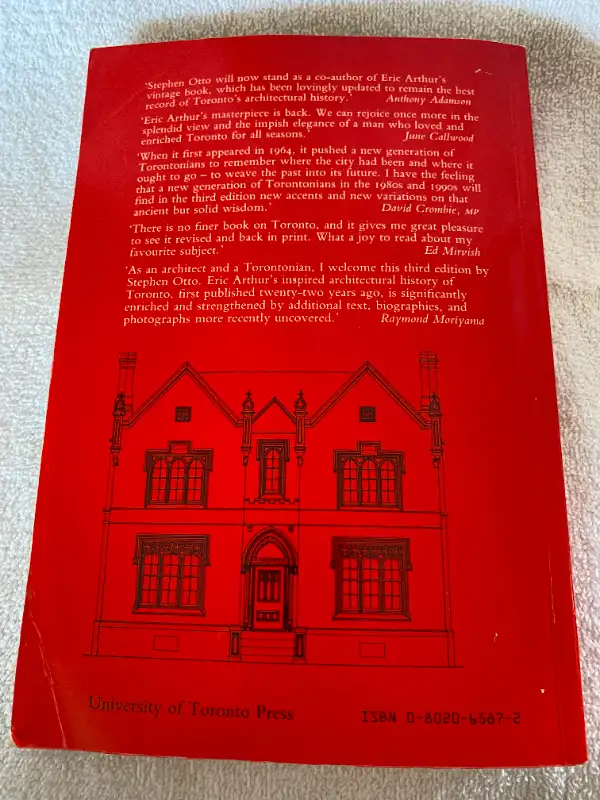 'Stephen Otto will now stand as a co-author of Eric Arthur's
vintage book, which has been lovingly updated to remain the best
record of Toronto's architectural history.' Anthony Adamson
'Eric Arthur's masterpiece is back. We can rejoice once more in the
splendid view and the impish elegance of a man who loved and
enriched Toronto for all seasons.' June Callwood
'When it first appeared in 1964, it pushed a new generation of
Torontonians to remember where the city had been and where it
ought to go – to weave the past into its future. I have the feeling
that a new generation of Torontonians in the 1980s and 1990s will
find in the third edition new accents and new variations on that
ancient but solid wisdom.' David Crombie, MP
'There is no finer book on Toronto, and it gives me great pleasure
to see it revised and back in print. What a joy to read about my
favourite subject.' Ed Mirvish
'As an architect and a Torontonian, I welcome this third edition by
Stephen Otto. Eric Arthur's inspired architectural history of
Toronto, first published twenty-two years ago, is significantly
enriched and strengthened by additional text, biographies, and
photographs more recently uncovered.' Raymond Moriyama
University of Toronto Press
ISBN 0-8020-6587-2